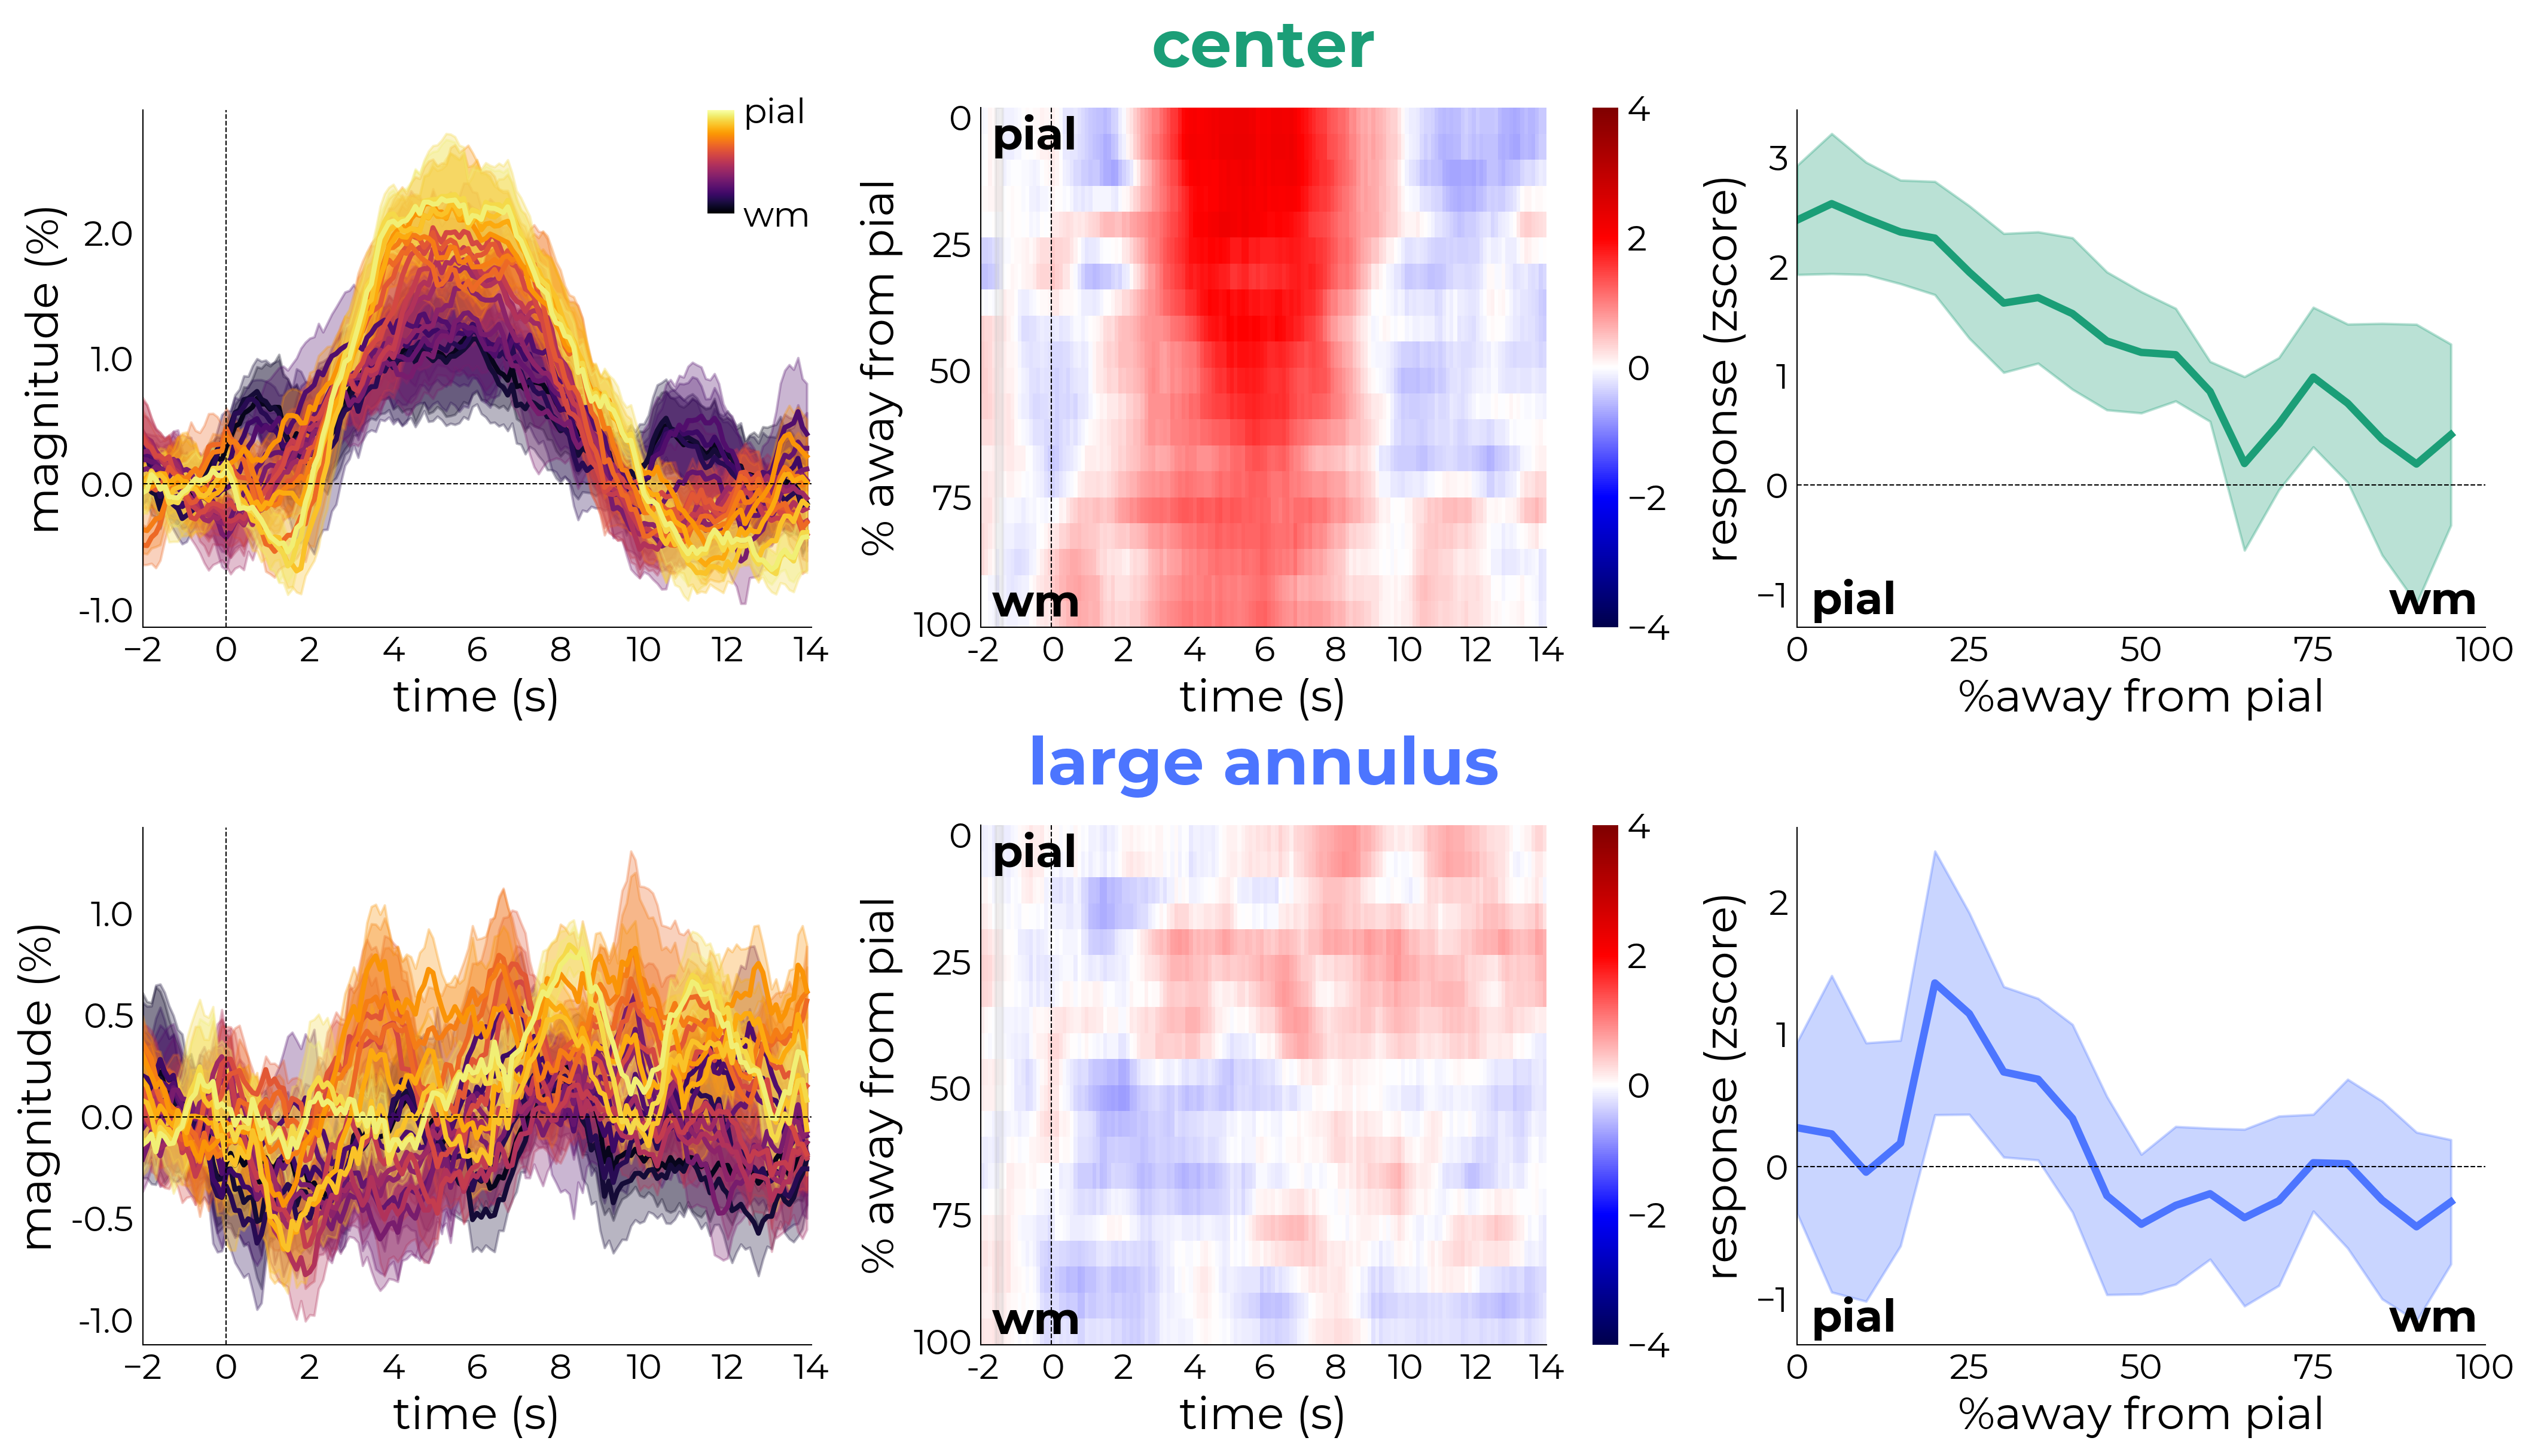 center
magnitude (%)
2.0
1.0
0.0
-1.0
−2 0 2 4 6 8 10 12 14
time (s)
pial
wm
% away from pial
0
25
50
75
100
pial
wm
-2 0 2 4 6 8 10 12 14
time (s)
4
2
0
−2
−4
response (zscore)
3
2
1
0
−1
pial
wm
0 25 50 75 100
%away from pial
large annulus
magnitude (%)
1.0
0.5
0.0
-0.5
-1.0
−2 0 2 4 6 8 10 12 14
time (s)
% away from pial
0
25
50
75
100
pial
wm
-2 0 2 4 6 8 10 12 14
time (s)
4
2
0
−2
−4
response (zscore)
2
1
0
−1
pial
wm
0 25 50 75 100
%away from pial